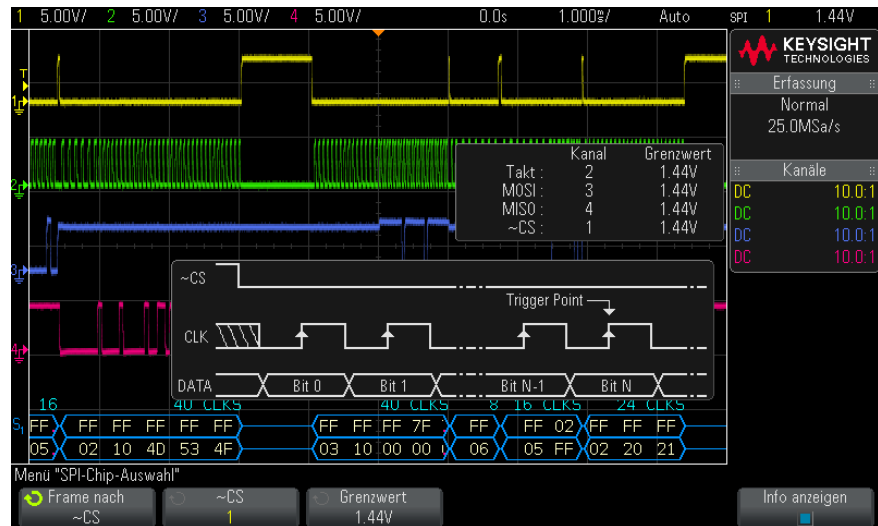 1 5.00V/ 2 5.00V/ 3 5.00V/ 4 5.00V/ 0.0s 1.000ms/ Auto SPI 1 1.44V
KEYSIGHT
TECHNOLOGIES
Erfassung
Normal
25.0MSa/s
Kanäle
DC 10.0:1
DC 10.0:1
DC 10.0:1
DC 10.0:1
T
1
2
3
4
Kanal Grenzwert
Takt : 2 1.44V
MOSI : 3 1.44V
MISO : 4 1.44V
~CS : 1 1.44V
~CS
Trigger Point
CLK
DATA Bit 0 Bit 1 Bit N-1 Bit N
16 40 CLKS 40 CLKS 8 16 CLKS 24 CLKS
S1 FF FF FF FF FF FF FF FF FF 7F FF FF 02 FF FF FF
05 02 10 4D 53 4F 03 10 00 00 06 05 FF 02 20 21
Menü "SPI-Chip-Auswahl"
Frame nach ~CS Grenzwert Info anzeigen
~CS 1 1.44V